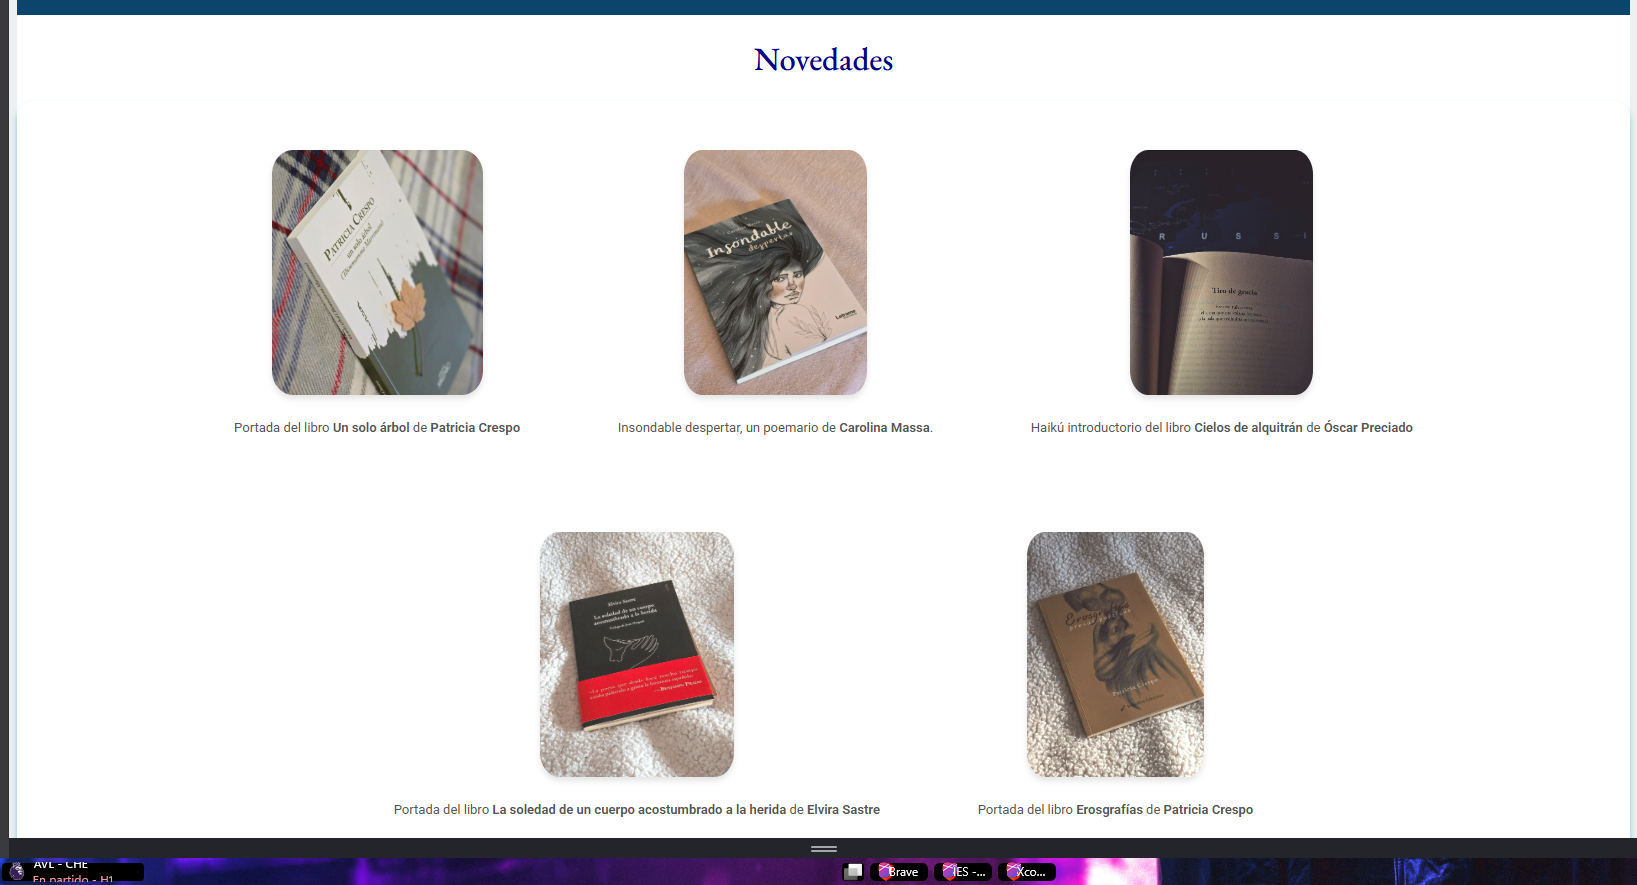 Novedades
PATRICIA CRESPO
un solo árbol
Insondable
despertar
R U S S I
Tiro de gracia
Portada del libro Un solo árbol de Patricia Crespo
Insondable despertar, un poemario de Carolina Massa.
Haikú introductorio del libro Cielos de alquitrán de Óscar Preciado
Elvira Sastre
La soledad de un cuerpo
acostumbrado a la herida
Erosgrafías
Patricia Crespo
Portada del libro La soledad de un cuerpo acostumbrado a la herida de Elvira Sastre
Portada del libro Erosgrafías de Patricia Crespo
AVL - CHE
En partido - H1
Brave
IES -...
Xco...